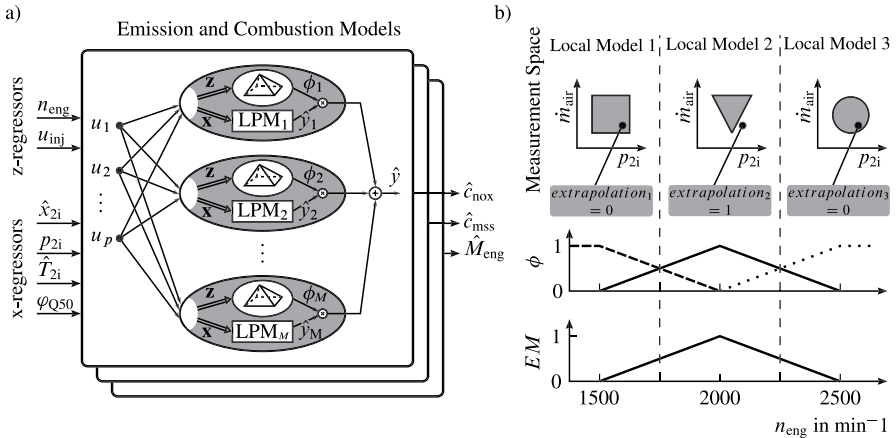 a)
Emission and Combustion Models
z-regressors
n_eng
u_inj
x-regressors
x̂_2i
p_2i
T̂_2i
φ_Q50
u_1
u_2
⋮
u_p
z
x
ϕ_1
LPM_1
ŷ_1
z
x
ϕ_2
LPM_2
ŷ_2
⋮
z
x
ϕ_M
LPM_M
ŷ_M
+
ŷ
ĉ_nox
ĉ_mss
M̂_eng
b)
Measurement Space
Local Model 1
Local Model 2
Local Model 3
ṁ_air
p_2i
ṁ_air
p_2i
ṁ_air
p_2i
extrapolation_1
= 0
extrapolation_2
= 1
extrapolation_3
= 0
ϕ
1
0
EM
1
0
1500
2000
2500
n_eng in min−1